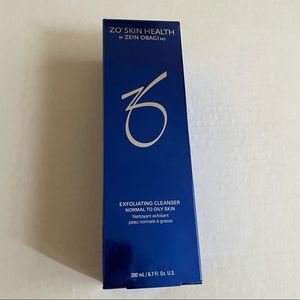 ZO® SKIN HEALTH
BY ZEIN OBAGI MD
EXFOLIATING CLEANSER
NORMAL TO OILY SKIN
Nettoyant exfoliant
peau normale à grasse
200 mL / 6.7 Fl. Oz. U.S.